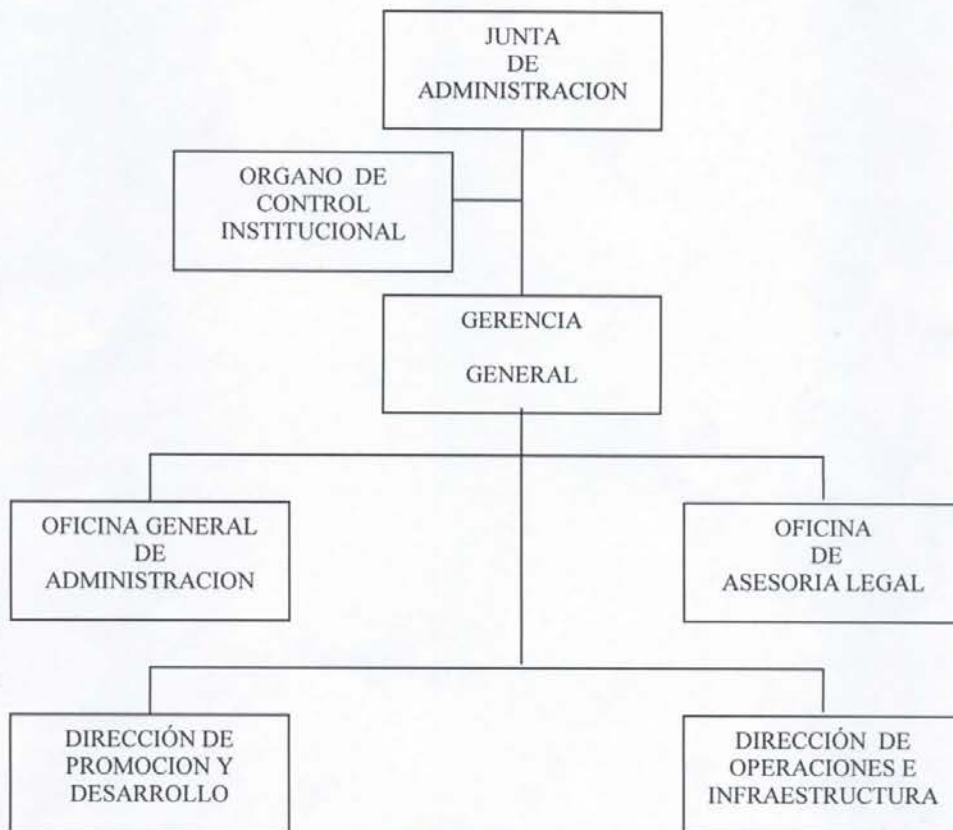 JUNTA
DE
ADMINISTRACION
ORGANO DE
CONTROL
INSTITUCIONAL
GERENCIA
GENERAL
OFICINA GENERAL
DE
ADMINISTRACION
OFICINA
DE
ASESORIA LEGAL
DIRECCIÓN DE
PROMOCION Y
DESARROLLO
DIRECCIÓN DE
OPERACIONES E
INFRAESTRUCTURA